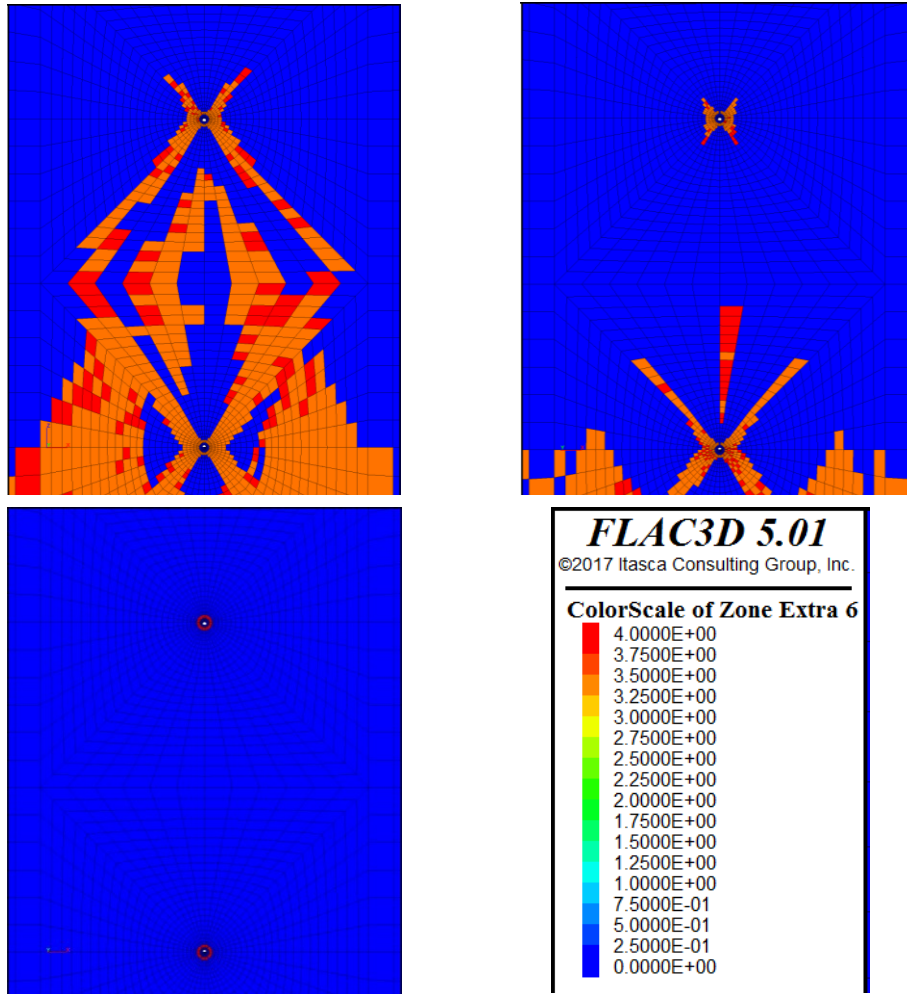 FLAC3D 5.01
©2017 Itasca Consulting Group, Inc.
ColorScale of Zone Extra 6
4.0000E+00
3.7500E+00
3.5000E+00
3.2500E+00
3.0000E+00
2.7500E+00
2.5000E+00
2.2500E+00
2.0000E+00
1.7500E+00
1.5000E+00
1.2500E+00
1.0000E+00
7.5000E-01
5.0000E-01
2.5000E-01
0.0000E+00